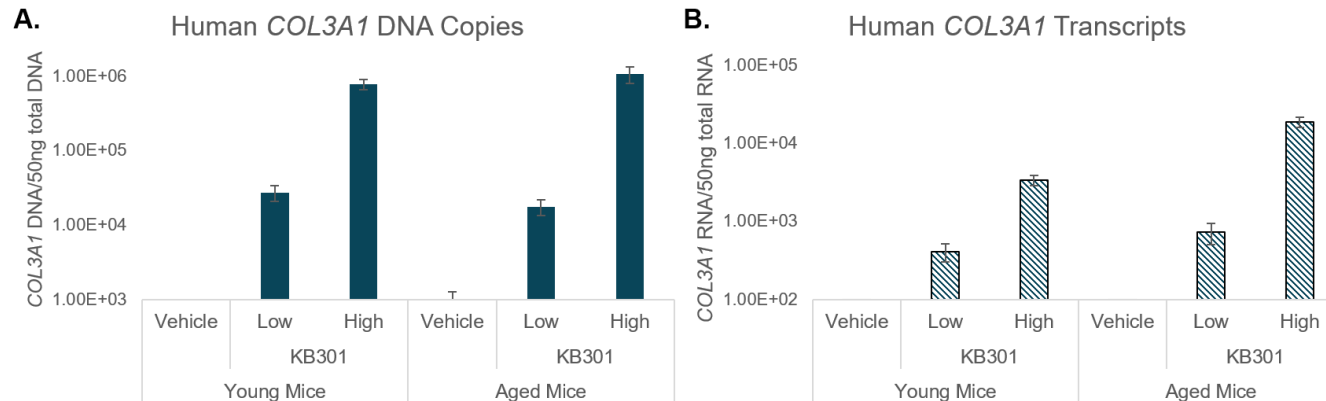 A.
Human COL3A1 DNA Copies
COL3A1 DNA/50ng total DNA
1.00E+06
1.00E+05
1.00E+04
1.00E+03
Vehicle Low High Vehicle Low High
KB301 KB301
Young Mice Aged Mice
B.
Human COL3A1 Transcripts
COL3A1 RNA/50ng total RNA
1.00E+05
1.00E+04
1.00E+03
1.00E+02
Vehicle Low High Vehicle Low High
KB301 KB301
Young Mice Aged Mice